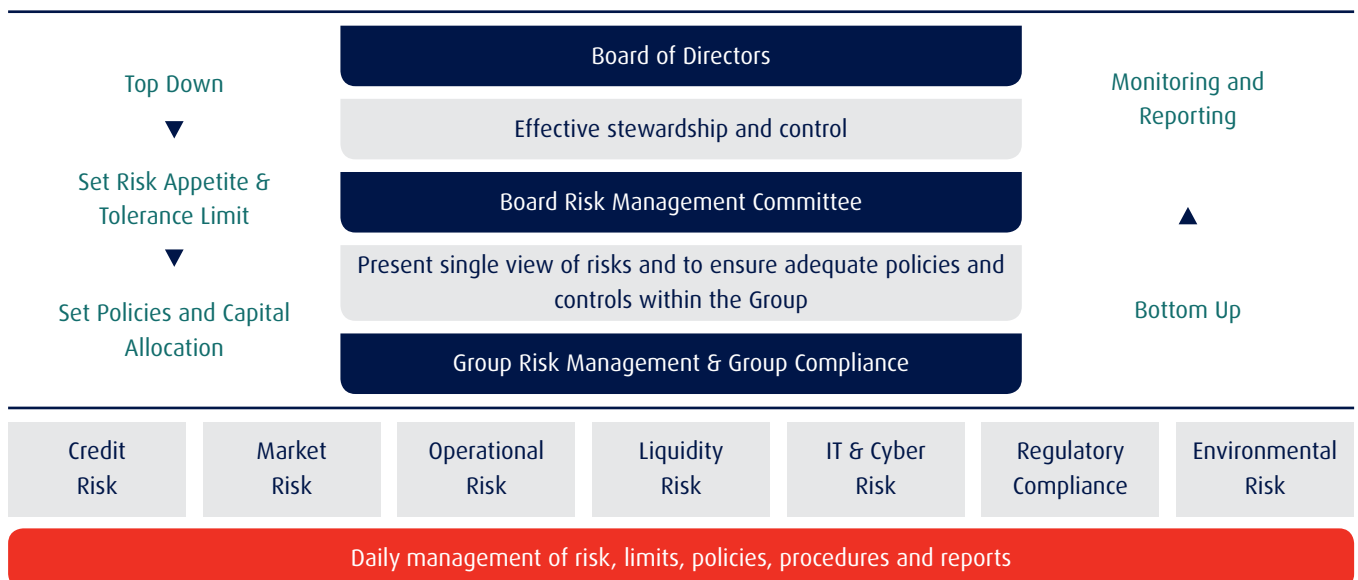 Top Down
Set Risk Appetite &
Tolerance Limit
Set Policies and Capital
Allocation
Board of Directors
Effective stewardship and control
Board Risk Management Committee
Present single view of risks and to ensure adequate policies and
controls within the Group
Group Risk Management & Group Compliance
Monitoring and
Reporting
Bottom Up
Credit
Risk
Market
Risk
Operational
Risk
Liquidity
Risk
IT & Cyber
Risk
Regulatory
Compliance
Environmental
Risk
Daily management of risk, limits, policies, procedures and reports